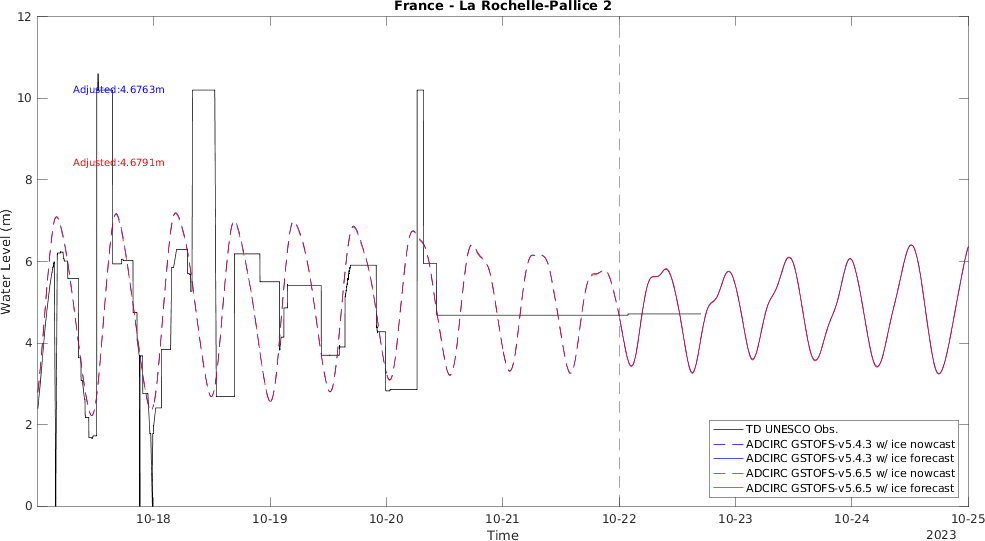 France - La Rochelle-Pallice 2
12
10
8
6
4
2
0
Water Level (m)
Adjusted:4.6763m
Adjusted:4.6791m
TD UNESCO Obs.
ADCIRC GSTOFS-v5.4.3 w/ ice nowcast
ADCIRC GSTOFS-v5.4.3 w/ ice forecast
ADCIRC GSTOFS-v5.6.5 w/ ice nowcast
ADCIRC GSTOFS-v5.6.5 w/ ice forecast
10-18 10-19 10-20 10-21 10-22 10-23 10-24 10-25
Time
2023